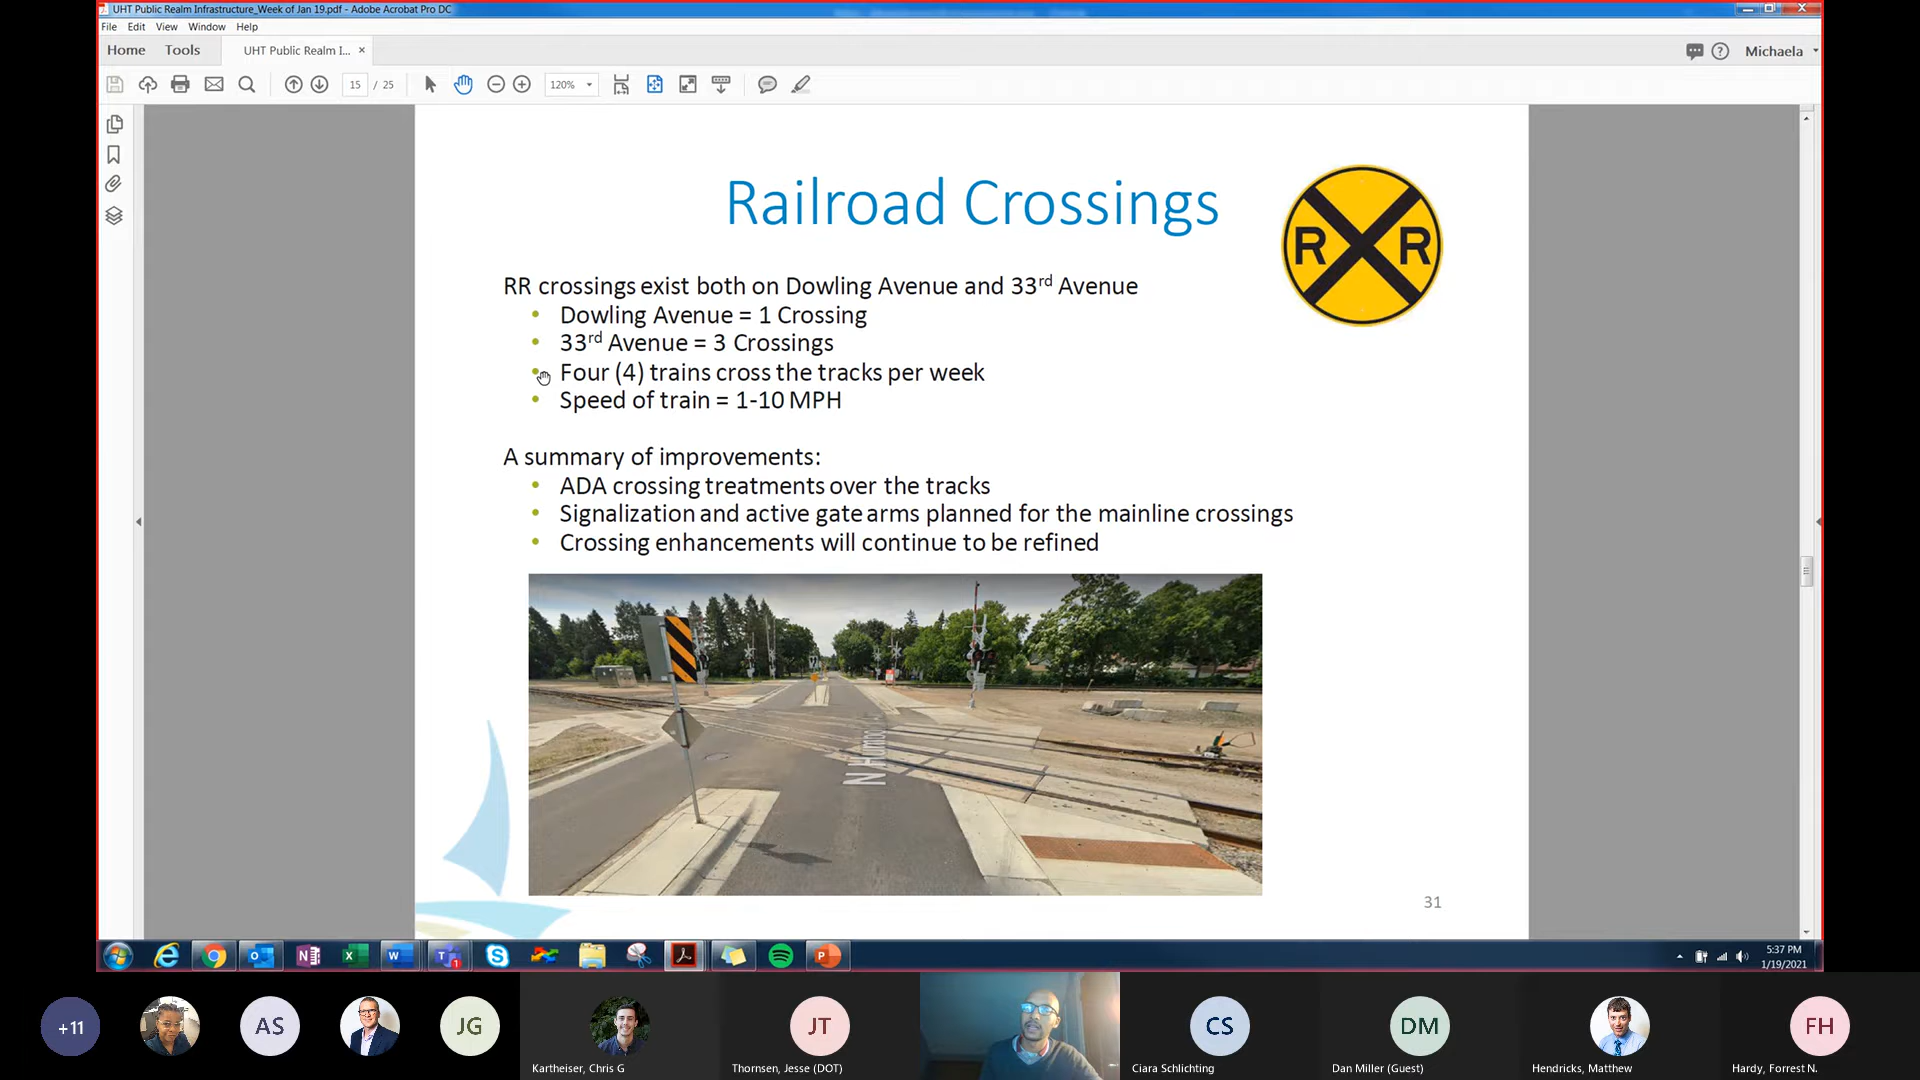 UHT Public Realm Infrastructure_Week of Jan 19.pdf - Adobe Acrobat Pro DC
File Edit View Window Help
Home Tools UHT Public Realm I... × Michaela
15 / 25 120%
Railroad Crossings
R R
RR crossings exist both on Dowling Avenue and 33rd Avenue
• Dowling Avenue = 1 Crossing
• 33rd Avenue = 3 Crossings
• Four (4) trains cross the tracks per week
• Speed of train = 1-10 MPH
A summary of improvements:
• ADA crossing treatments over the tracks
• Signalization and active gate arms planned for the mainline crossings
• Crossing enhancements will continue to be refined
31
5:37 PM
1/19/2021
+11 AS JG JT CS DM FH
Kartheiser, Chris G Thornsen, Jesse (DOT) Ciara Schlichting Dan Miller (Guest) Hendricks, Matthew Hardy, Forrest N.